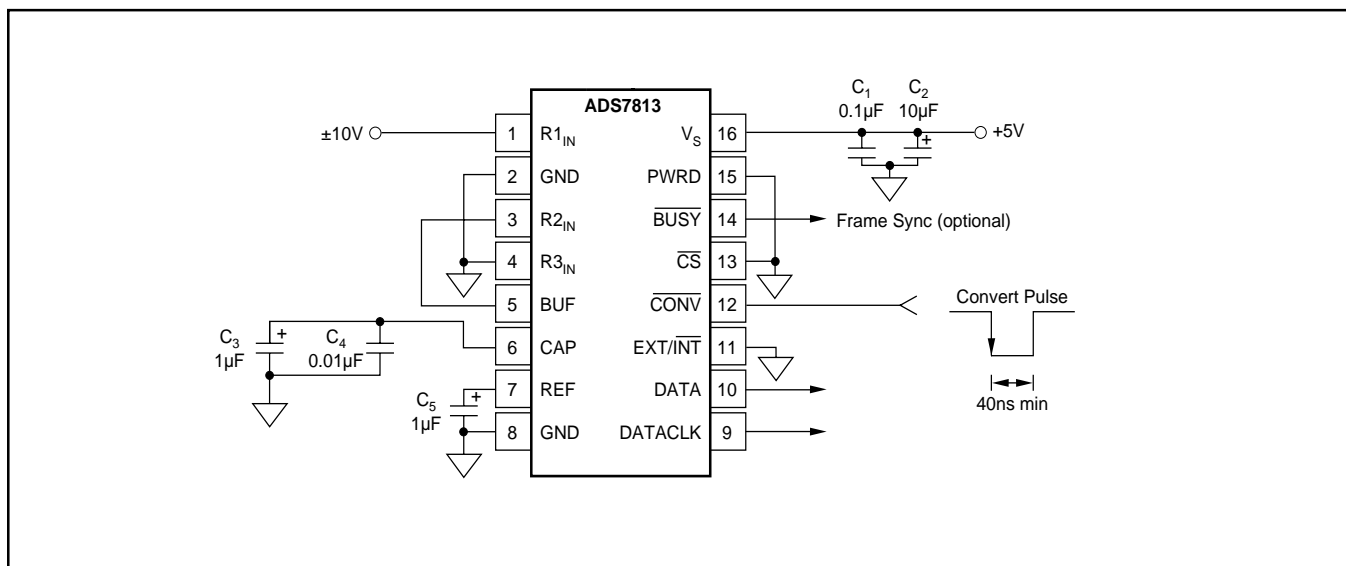 ADS7813
±10V
1 R1IN
2 GND
3 R2IN
4 R3IN
5 BUF
6 CAP
7 REF
8 GND
VS 16
PWRD 15
BUSY 14
CS 13
CONV 12
EXT/INT 11
DATA 10
DATACLK 9
C1
0.1µF
C2
10µF
+
+5V
Frame Sync (optional)
Convert Pulse
40ns min
C3
1µF
+
C4
0.01µF
C5
1µF
+